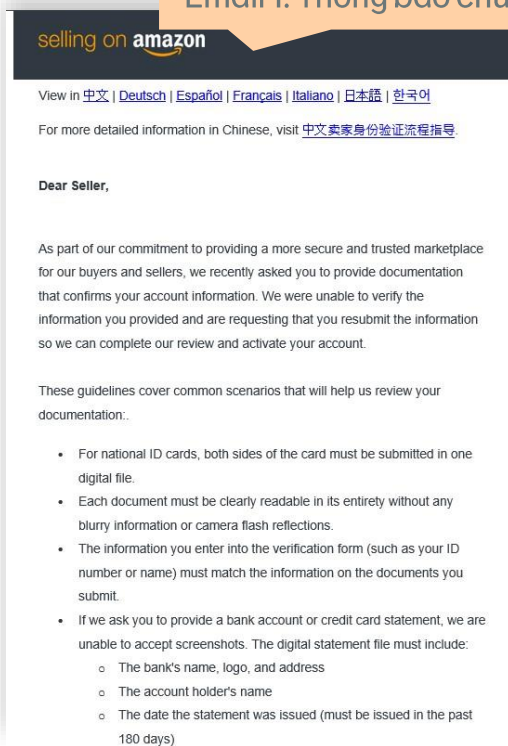 Email 1: Thông báo
selling on amazon
View in 中文 | Deutsch | Español | Français | Italiano | 日本語 | 한국어
For more detailed information in Chinese, visit 中文卖家身份验证流程指导.
Dear Seller,
As part of our commitment to providing a more secure and trusted marketplace
for our buyers and sellers, we recently asked you to provide documentation
that confirms your account information. We were unable to verify the
information you provided and are requesting that you resubmit the information
so we can complete our review and activate your account.
These guidelines cover common scenarios that will help us review your
documentation:.
• For national ID cards, both sides of the card must be submitted in one
digital file.
• Each document must be clearly readable in its entirety without any
blurry information or camera flash reflections.
• The information you enter into the verification form (such as your ID
number or name) must match the information on the documents you
submit.
• If we ask you to provide a bank account or credit card statement, we are
unable to accept screenshots. The digital statement file must include:
o The bank's name, logo, and address
o The account holder's name
o The date the statement was issued (must be issued in the past
180 days)